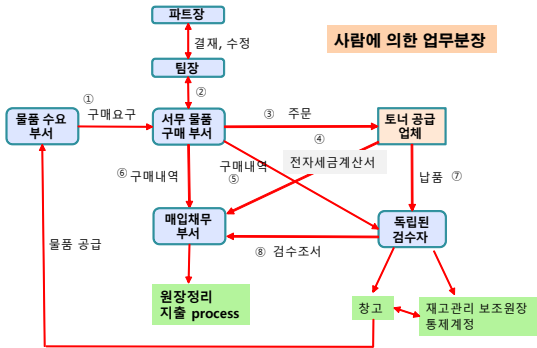 파트장
결재, 수정
사람에 의한 업무분장
팀장
①
구매요구
②
③ 주문
물품 수요
부서
서무 물품
구매 부서
토너 공급
업체
④
전자세금계산서
⑥ 구매내역
구매내역
⑤
납품 ⑦
매입채무
부서
독립된
검수자
물품 공급
⑧ 검수조서
원장정리
지출 process
창고
재고관리 보조원장
통제계정